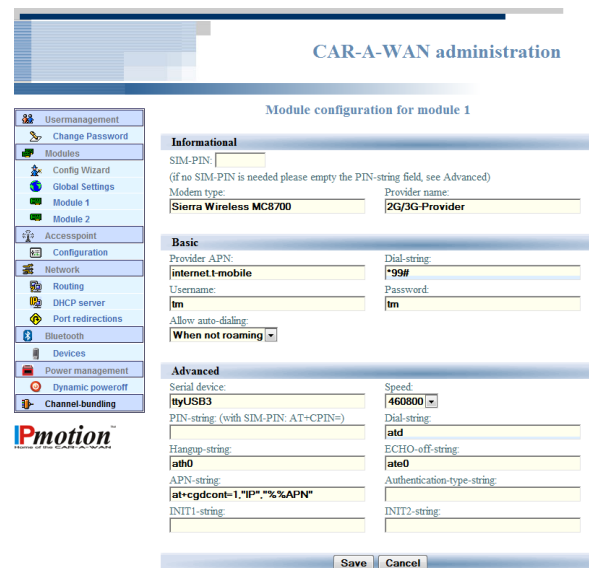 CAR-A-WAN administration
Usermanagement
Change Password
Modules
Config Wizard
Global Settings
Module 1
Module 2
Accesspoint
Configuration
Network
Routing
DHCP server
Port redirections
Bluetooth
Devices
Power management
Dynamic poweroff
Channel-bundling
IPmotion™
Home of the CAR-A-WAN
Module configuration for module 1
Informational
SIM-PIN:
(if no SIM-PIN is needed please empty the PIN-string field, see Advanced)
Modem type: Provider name:
Sierra Wireless MC8700 2G/3G-Provider
Basic
Provider APN: Dial-string:
internet.t-mobile *99#
Username: Password:
tm tm
Allow auto-dialing:
When not roaming
Advanced
Serial device: Speed:
ttyUSB3 460800
PIN-string: (with SIM-PIN: AT+CPIN=) Dial-string:
atd
Hangup-string: ECHO-off-string:
ath0 ate0
APN-string: Authentication-type-string:
at+cgdcont=1,"IP","%%APN"
INIT1-string: INIT2-string:
Save Cancel